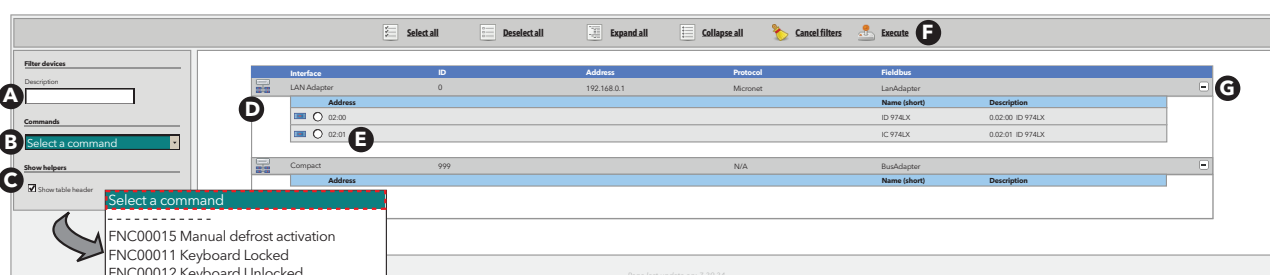 Select all Deselect all Expand all Collapse all Cancel filters Execute F
Filter devices
Description
A
Commands
B Select a command
Show helpers
C Show table header
Interface ID Address Protocol Fieldbus
LAN Adapter 0 192.168.0.1 Micronet LanAdapter G
D Address Name (short) Description
02:00 ID 974LX 0.02:00 ID 974LX
02:01 E IC 974LX 0.02:01 ID 974LX
Compact 999 N/A BusAdapter
Address Name (short) Description
Select a command
- - - - - - - - - - - - -
FNC00015 Manual defrost activation
FNC00011 Keyboard Locked
FNC00012 Keyboard Unlocked